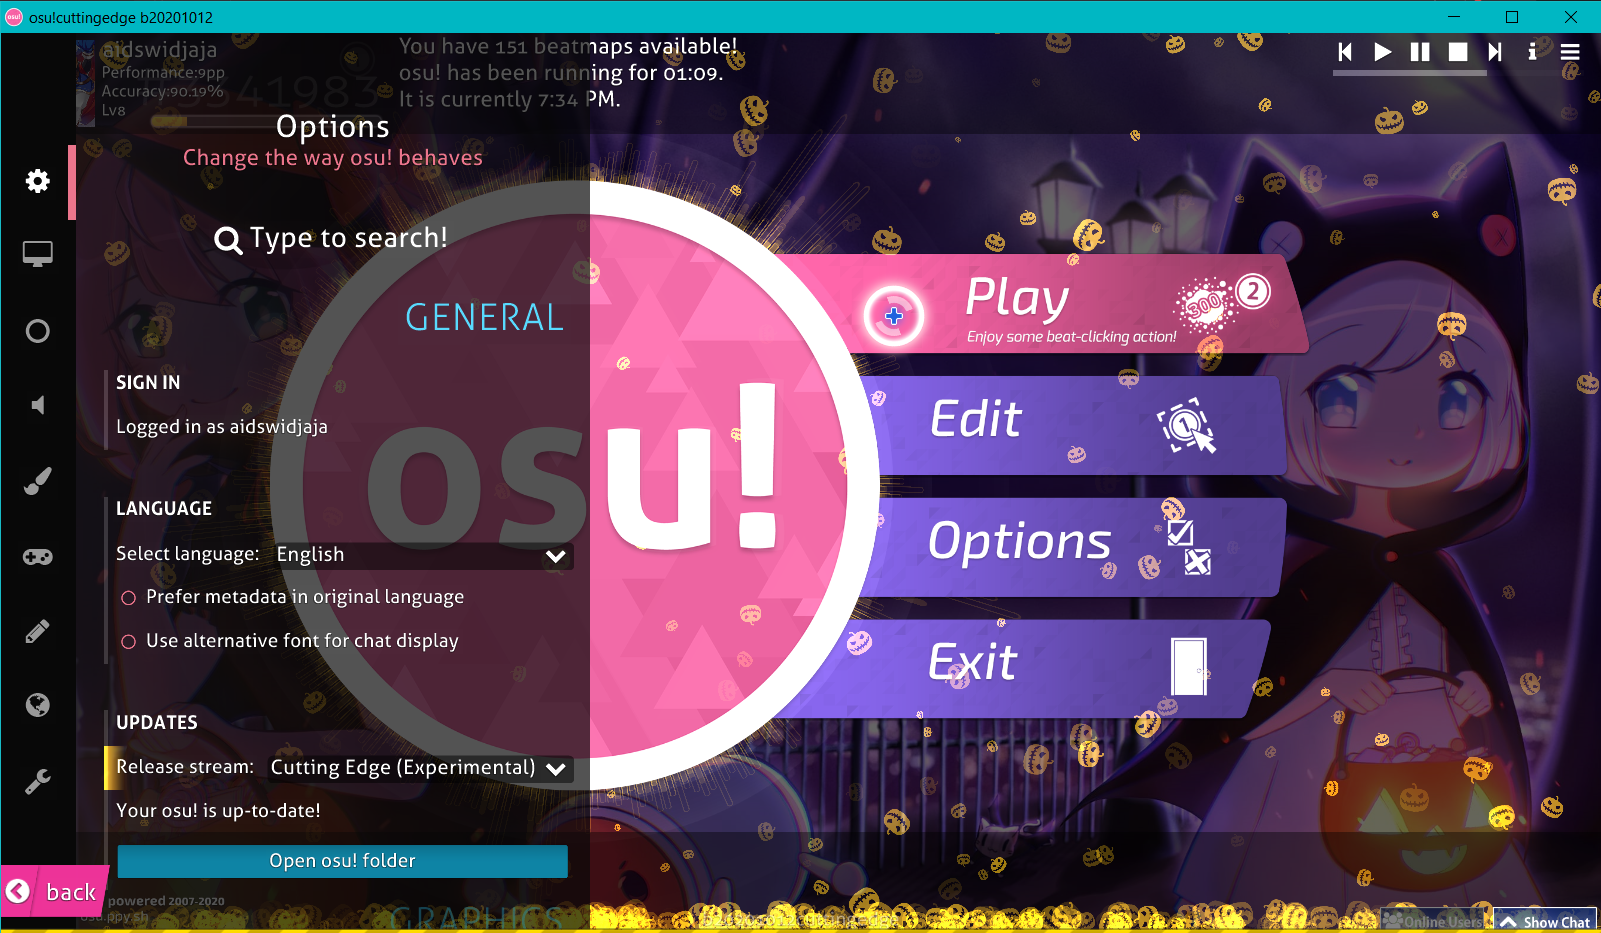 osu!cuttingedge b20201012
aidswidjaja
Performance:9pp
Accuracy:90.19%
Lv8
You have 151 beatmaps available!
osu! has been running for 01:09.
It is currently 7:34 PM.
Options
Change the way osu! behaves
Type to search!
GENERAL
SIGN IN
Logged in as aidswidjaja
LANGUAGE
Select language: English
Prefer metadata in original language
Use alternative font for chat display
UPDATES
Release stream: Cutting Edge (Experimental)
Your osu! is up-to-date!
Open osu! folder
GRAPHICS
back
powered 2007-2020
osu.ppy.sh
osu!
Play
Enjoy some beat-clicking action!
300
2
Edit
1
Options
Exit
Online Users
Show Chat